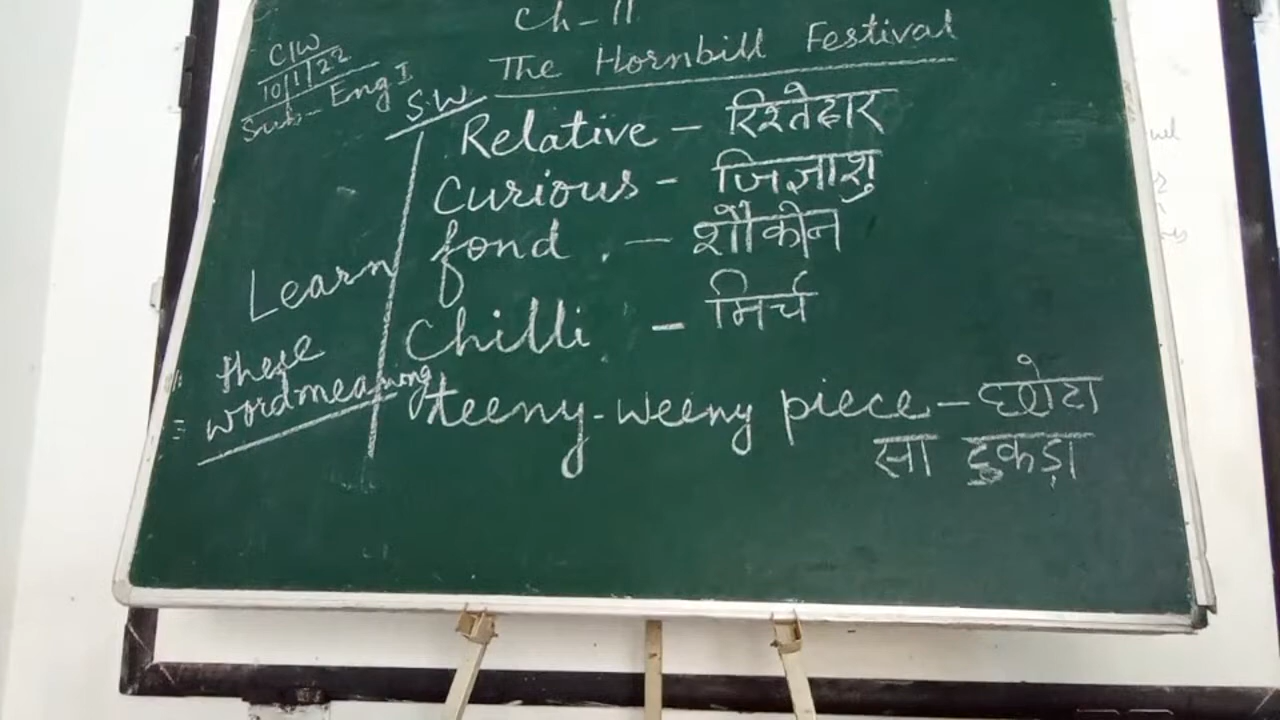 Ch-11
The Hornbill Festival
C/W
10/1/22
Sub- Eng I
S.W
Relative - रिश्तेदार
Curious - जिज्ञाशु
fond - शौकीन
Chilli - मिर्च
teeny-weeny piece - छोटा
सा टुकड़ा
Learn
these
wordmeaning